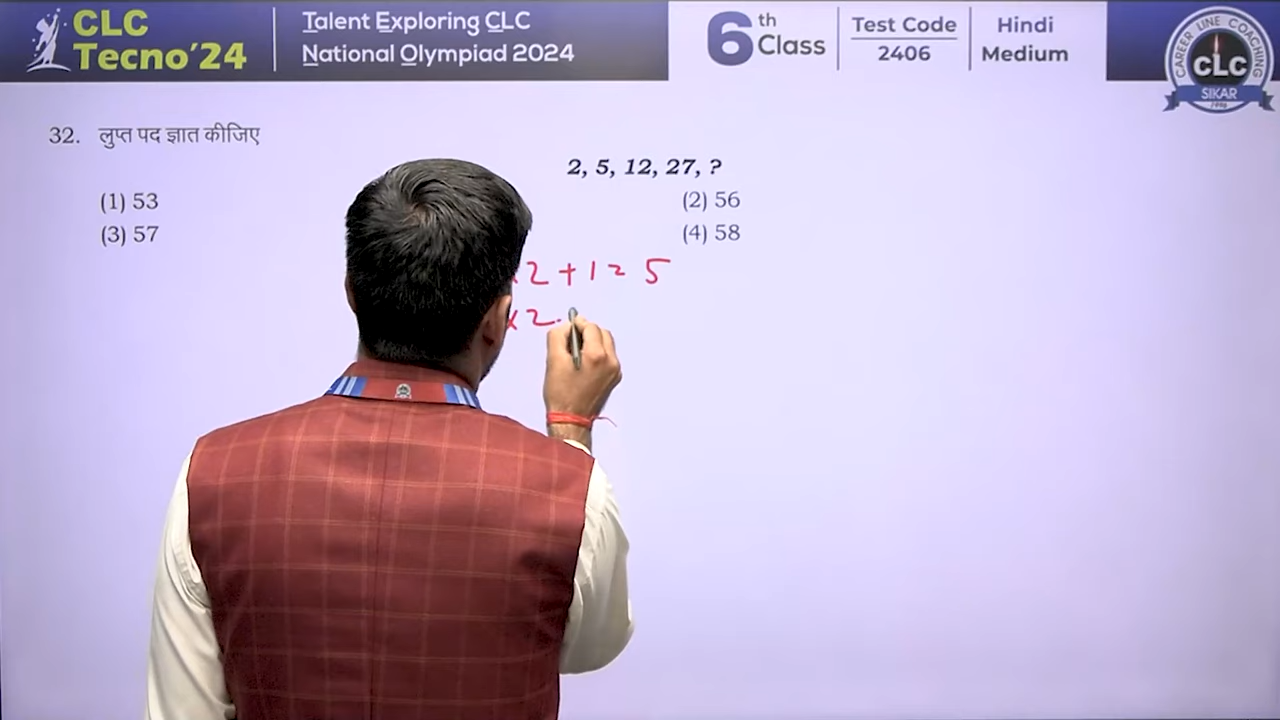 CLC
Tecno'24
Talent Exploring CLC
National Olympiad 2024
6th Class
Test Code
2406
Hindi
Medium
CAREER LINE COACHING
CLC
SIKAR
1996
32. लुप्त पद ज्ञात कीजिए
2, 5, 12, 27, ?
(1) 53
(2) 56
(3) 57
(4) 58
2 + 1 = 5
x 2